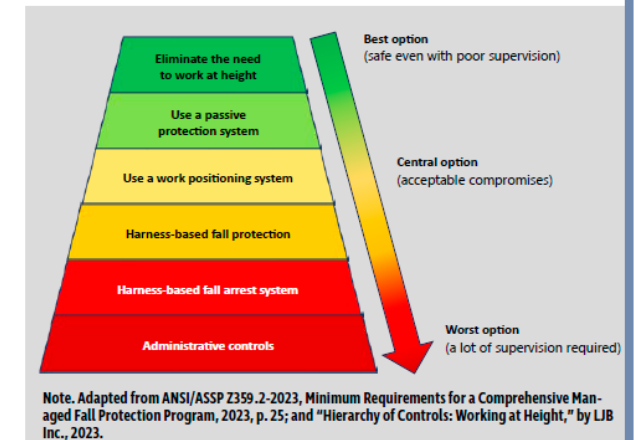 Best option
(safe even with poor supervision)
Eliminate the need
to work at height
Use a passive
protection system
Central option
(acceptable compromises)
Use a work positioning system
Harness-based fall protection
Harness-based fall arrest system
Worst option
(a lot of supervision required)
Administrative controls
Note. Adapted from ANSI/ASSP Z359.2-2023, Minimum Requirements for a Comprehensive Man-
aged Fall Protection Program, 2023, p. 25; and “Hierarchy of Controls: Working at Height,” by LJB
Inc., 2023.